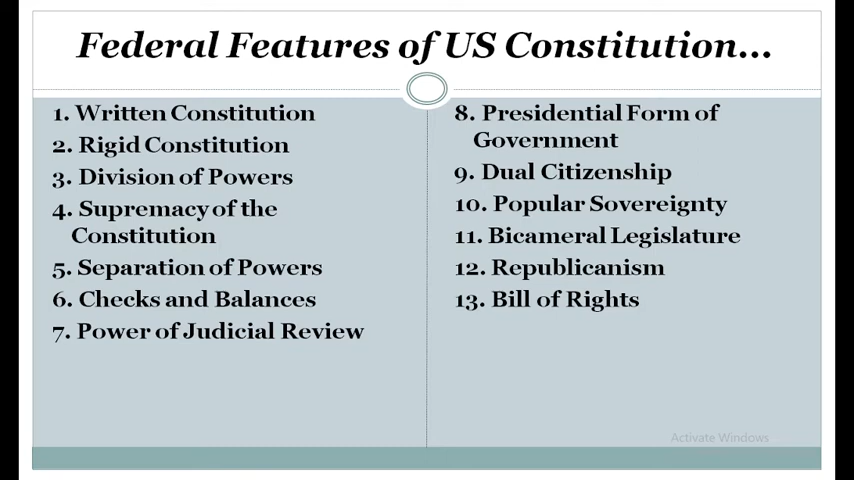 Federal Features of US Constitution...
1. Written Constitution
2. Rigid Constitution
3. Division of Powers
4. Supremacy of the
Constitution
5. Separation of Powers
6. Checks and Balances
7. Power of Judicial Review
8. Presidential Form of
Government
9. Dual Citizenship
10. Popular Sovereignty
11. Bicameral Legislature
12. Republicanism
13. Bill of Rights
Activate Windows